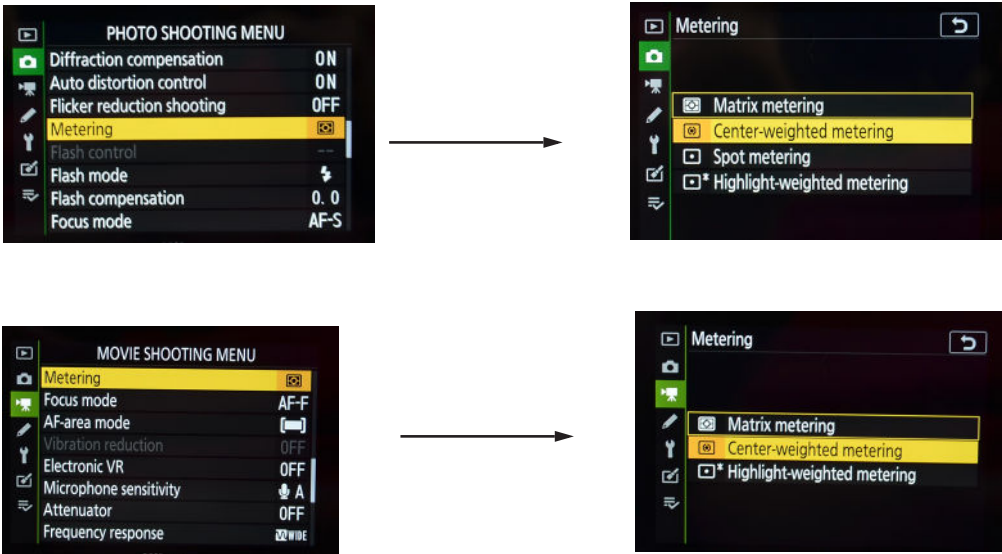 PHOTO SHOOTING MENU
Diffraction compensation ON
Auto distortion control ON
Flicker reduction shooting OFF
Metering
Flash control --
Flash mode
Flash compensation 0.0
Focus mode AF-S
Metering
Matrix metering
Center-weighted metering
Spot metering
Highlight-weighted metering
MOVIE SHOOTING MENU
Metering
Focus mode AF-F
AF-area mode
Vibration reduction OFF
Electronic VR OFF
Microphone sensitivity A
Attenuator OFF
Frequency response WIDE
Metering
Matrix metering
Center-weighted metering
Highlight-weighted metering